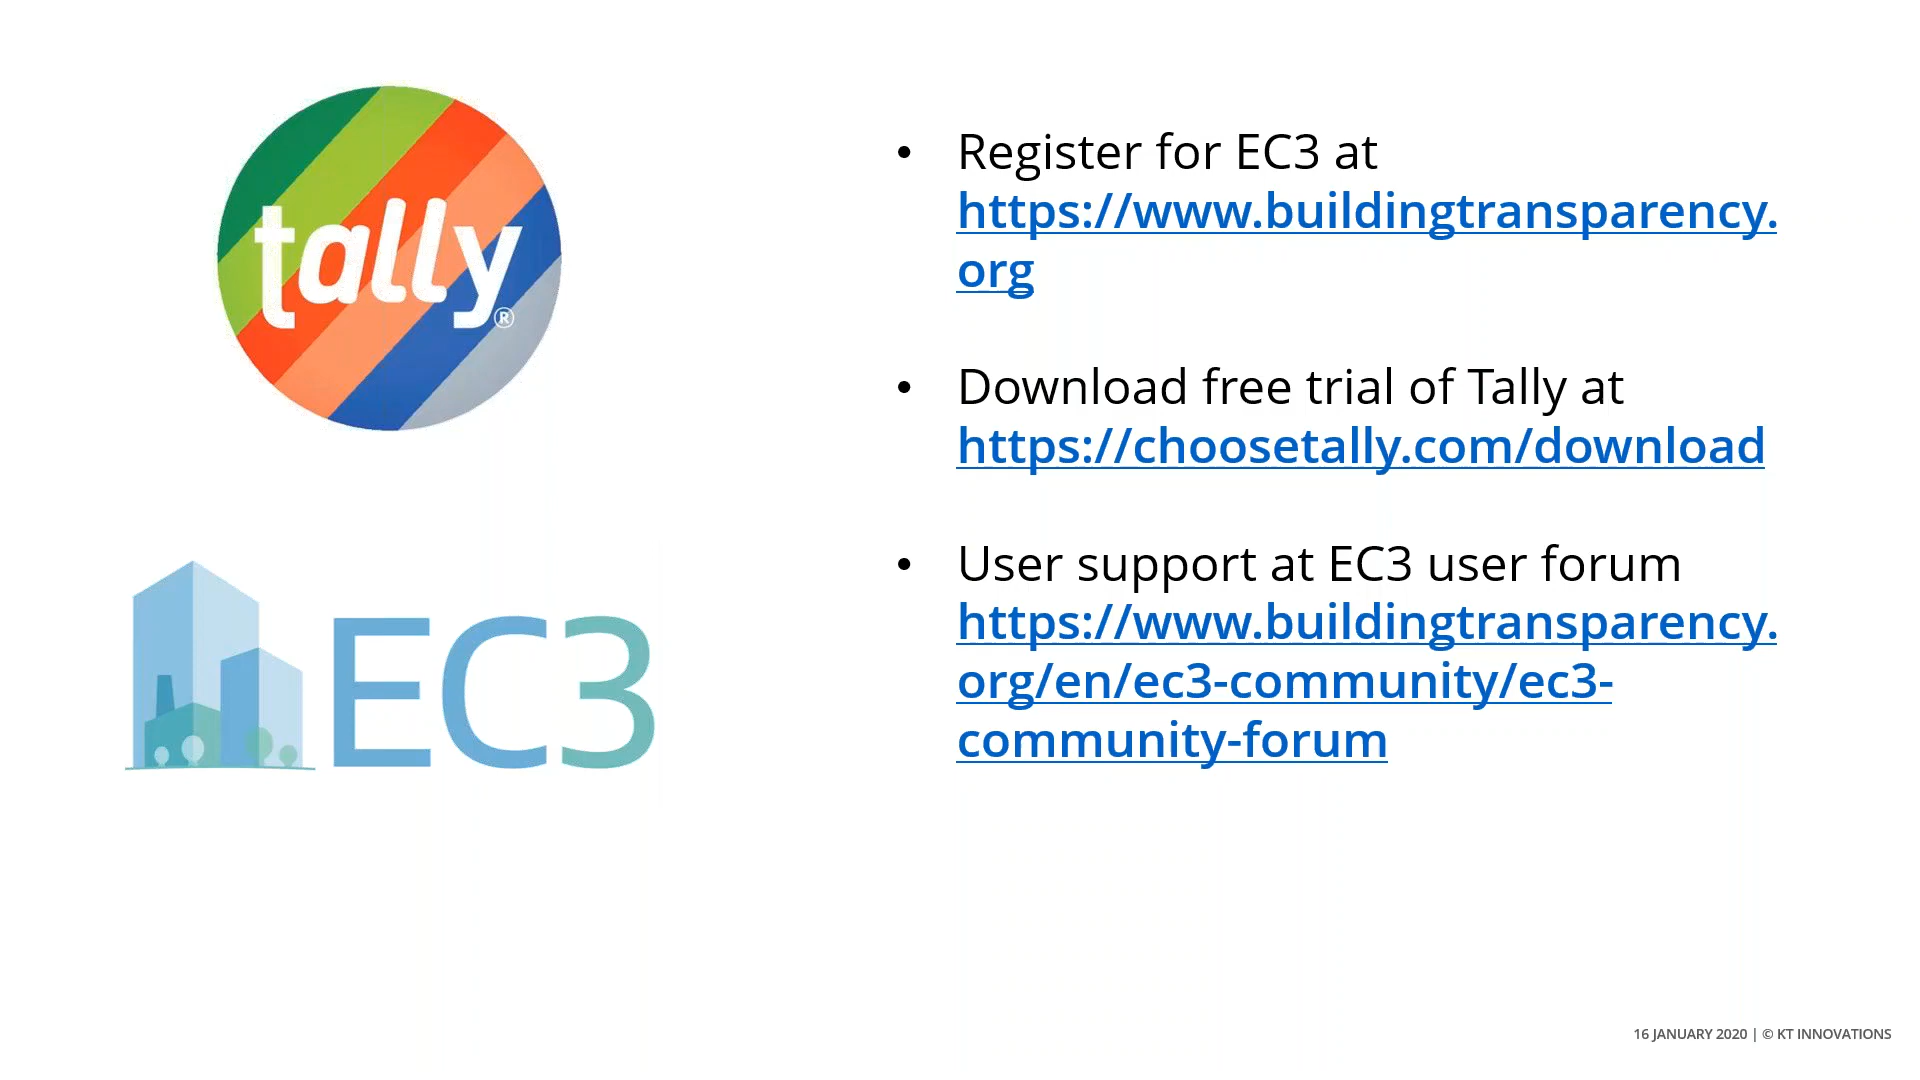 tally®
EC3
• Register for EC3 at
https://www.buildingtransparency.
org
• Download free trial of Tally at
https://choosetally.com/download
• User support at EC3 user forum
https://www.buildingtransparency.
org/en/ec3-community/ec3-
community-forum
16 JANUARY 2020 | © KT INNOVATIONS